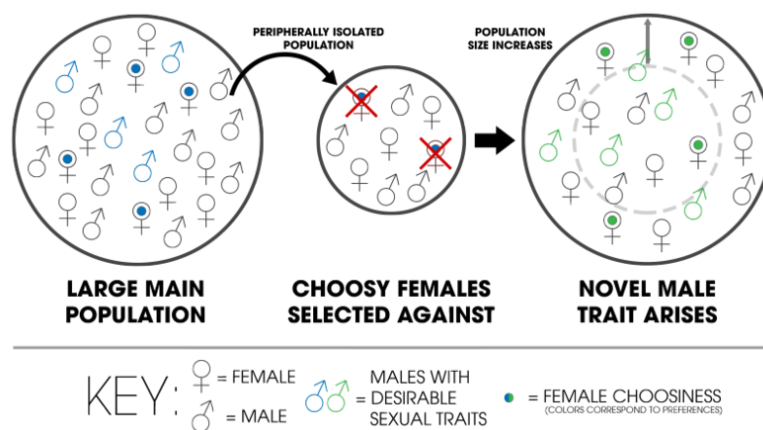 PERIPHERALLY ISOLATED
POPULATION
POPULATION
SIZE INCREASES
LARGE MAIN
POPULATION
CHOOSY FEMALES
SELECTED AGAINST
NOVEL MALE
TRAIT ARISES
KEY:
= FEMALE
= MALE
=
MALES WITH
DESIRABLE
SEXUAL TRAITS
= FEMALE CHOOSINESS
(COLORS CORRESPOND TO PREFERENCES)